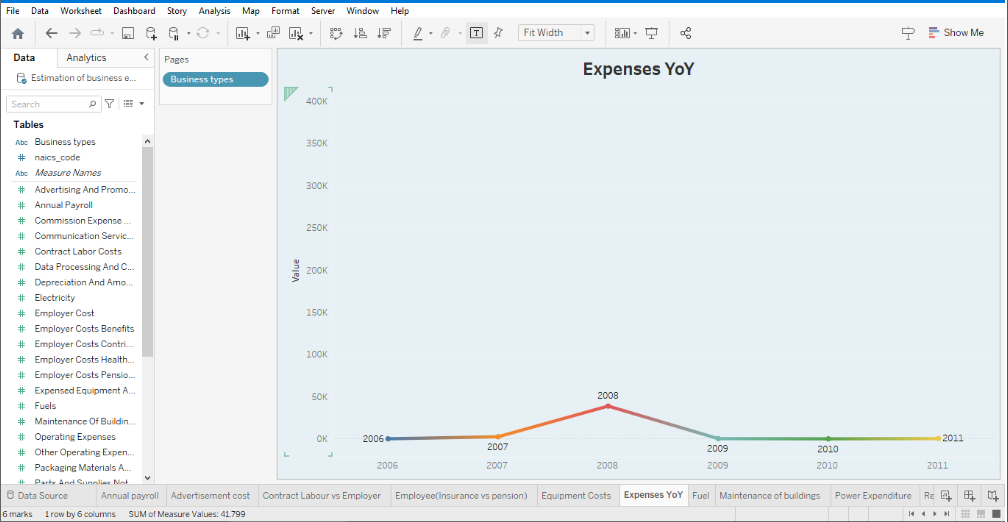 File Data Worksheet Dashboard Story Analysis Map Format Server Window Help
Fit Width
Show Me
Data Analytics
Pages
Estimation of business e...
Business types
Search
Tables
Abc Business types
# naics_code
Abc Measure Names
# Advertising And Promo...
# Annual Payroll
# Commission Expense ...
# Communication Servic...
# Contract Labor Costs
# Data Processing And C...
# Depreciation And Amo...
# Electricity
# Employer Cost
# Employer Costs Benefits
# Employer Costs Contri...
# Employer Costs Health...
# Employer Costs Pensio...
# Expensed Equipment A...
# Fuels
# Maintenance Of Buildin...
# Operating Expenses
# Other Operating Expen...
# Packaging Materials A...
# Parts And Supplies Not
Expenses YoY
400K
350K
300K
250K
200K
150K
100K
50K
0K
Value
2006
2007
2008
2009
2010
2011
2006 2007 2008 2009 2010 2011
Data Source Annual payroll Advertisement cost Contract Labour vs Employer Employee(Insurance vs pension) Equipment Costs Expenses YoY Fuel Maintenance of buildings Power Expenditure Re
6 marks 1 row by 6 columns SUM of Measure Values: 41,799